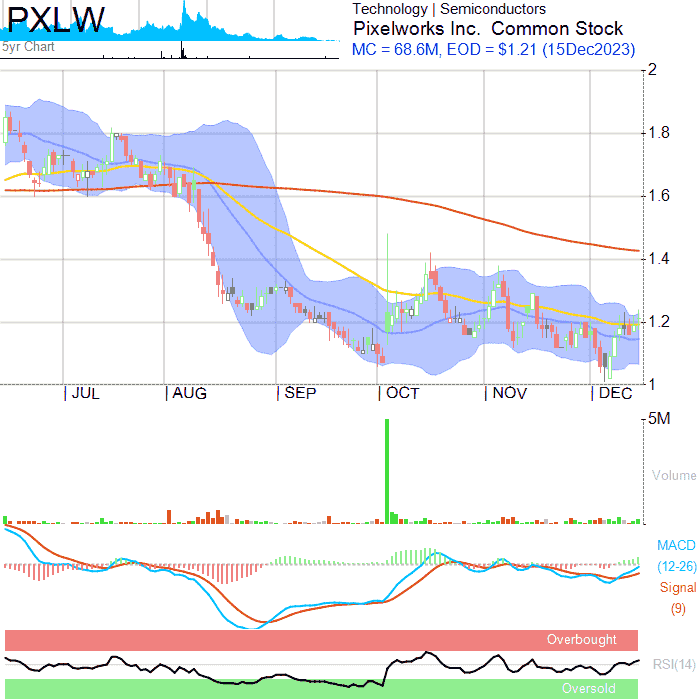 PXLW
5yr Chart
Technology | Semiconductors
Pixelworks Inc. Common Stock
MC = 68.6M, EOD = $1.21 (15Dec2023)
2
1.8
1.6
1.4
1.2
1
| JUL | AUG | SEP | OCT | NOV | DEC
5M
Volume
MACD
(12-26)
Signal
(9)
Overbought
RSI(14)
Oversold